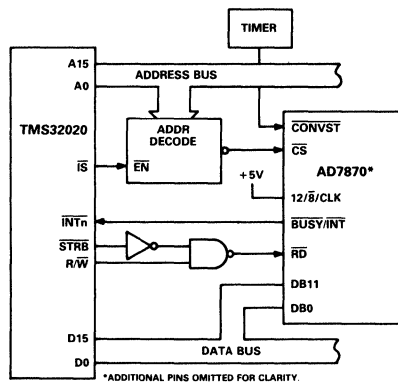 TIMER
A15
ADDRESS BUS
A0
TMS32020
ADDR
DECODE
CONVST
CS
IS
EN
+5V
AD7870*
12/8/CLK
INTn
BUSY/INT
STRB
R/W
RD
DB11
DB0
D15
DATA BUS
D0
*ADDITIONAL PINS OMITTED FOR CLARITY.